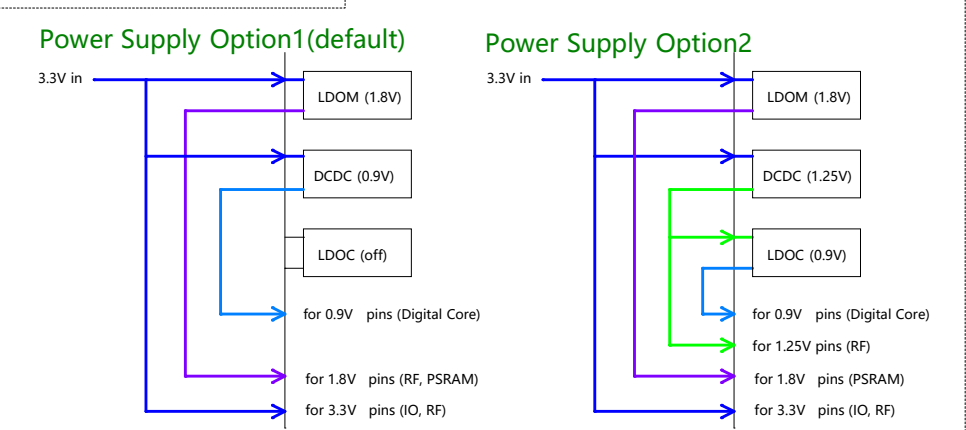 Power Supply Option1(default)
3.3V in
LDOM (1.8V)
DCDC (0.9V)
LDOC (off)
for 0.9V pins (Digital Core)
for 1.8V pins (RF, PSRAM)
for 3.3V pins (IO, RF)
Power Supply Option2
3.3V in
LDOM (1.8V)
DCDC (1.25V)
LDOC (0.9V)
for 0.9V pins (Digital Core)
for 1.25V pins (RF)
for 1.8V pins (PSRAM)
for 3.3V pins (IO, RF)